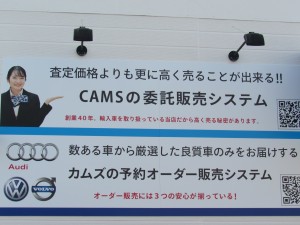 査定価格よりも更に高く売ることが出来る!!
CAMSの委託販売システム
創業40年、輸入車を取り扱っている当店だから高く売る秘密があります。
数ある車から厳選した良質車のみをお届けする
Audi
カムズの予約オーダー販売システム
VOLVO
オーダー販売には3つの安心が揃っている!